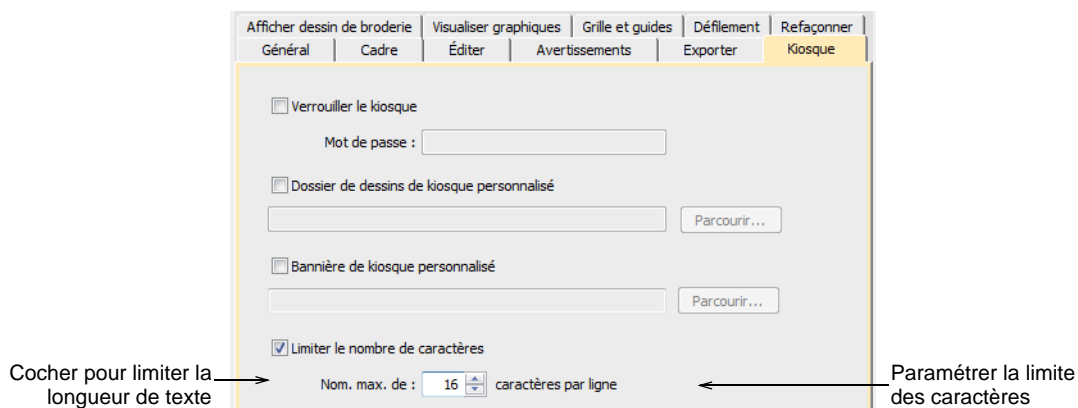 Afficher dessin de broderie Visualiser graphiques Grille et guides Défilement Refaçonner
Général Cadre Éditer Avertissements Exporter Kiosque
Verrouiller le kiosque
Mot de passe :
Dossier de dessins de kiosque personnalisé
Parcourir...
Bannière de kiosque personnalisé
Parcourir...
Limiter le nombre de caractères
Nom. max. de : 16 caractères par ligne
Cocher pour limiter la
longueur de texte
Paramétrer la limite
des caractères